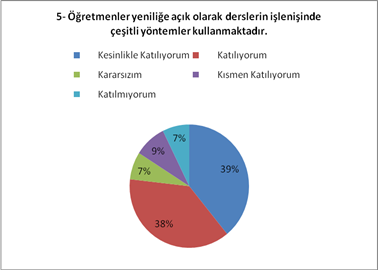 5- Öğretmenler yeniliğe açık olarak derslerin işlenişinde
çeşitli yöntemler kullanmaktadır.
Kesinlikle Katılıyorum Katılıyorum
Kararsızım Kısmen Katılıyorum
Katılmıyorum
7%
9%
7%
39%
38%